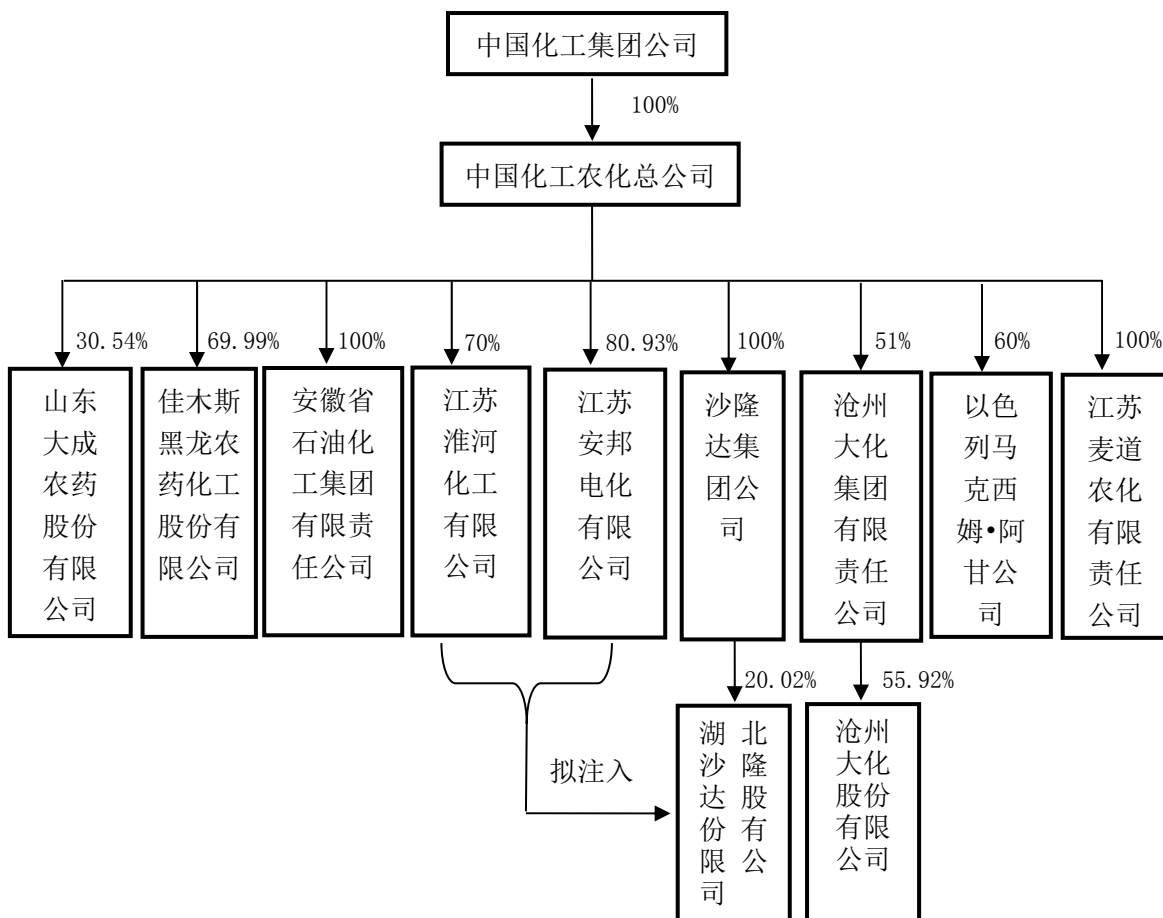 中国化工集团公司
100%
中国化工农化总公司
30.54%
69.99%
100%
70%
80.93%
100%
51%
60%
100%
山东
大成
农药
股份
有限
公司
佳木斯
黑龙农
药化工
股份有
限公司
安徽省
石油化
工集团
有限责
任公司
江苏
淮河
化工
有限
公司
江苏
安邦
电化
有限
公司
沙隆
达集
团公
司
沧州
大化
集团
有限
责任
公司
以色
列马
克西
姆•阿
甘公
司
江苏
麦道
农化
有限
责任
公司
20.02%
55.92%
拟注入
湖北
沙隆
达股
份有
限公
司
沧州
大化
股份
有限
公司